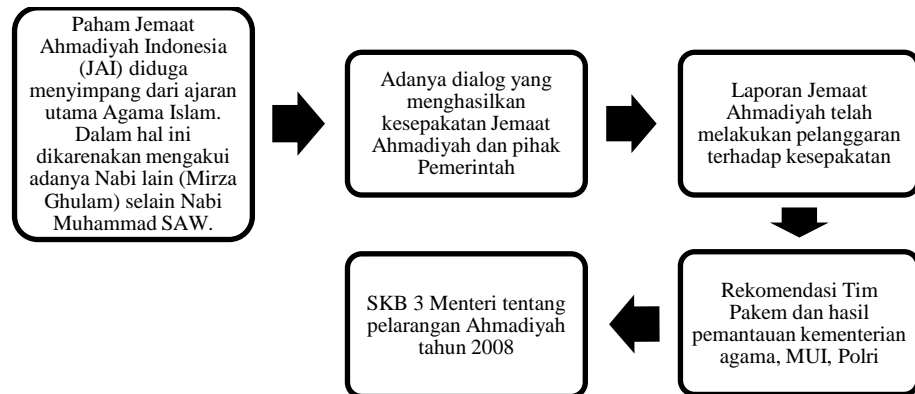 Paham Jemaat
Ahmadiyah Indonesia
(JAI) diduga
menyimpang dari ajaran
utama Agama Islam.
Dalam hal ini
dikarenakan mengakui
adanya Nabi lain (Mirza
Ghulam) selain Nabi
Muhammad SAW.
Adanya dialog yang
menghasilkan
kesepakatan Jemaat
Ahmadiyah dan pihak
Pemerintah
Laporan Jemaat
Ahmadiyah telah
melakukan pelanggaran
terhadap kesepakatan
Rekomendasi Tim
Pakem dan hasil
pemantauan kementerian
agama, MUI, Polri
SKB 3 Menteri tentang
pelarangan Ahmadiyah
tahun 2008